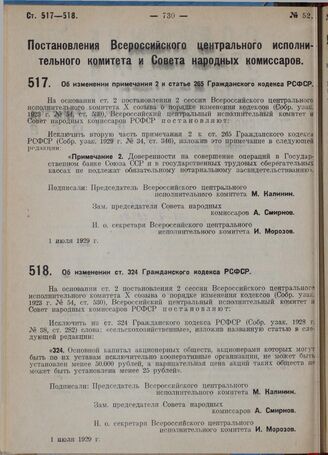 Ст. 517—518. — 730 — № 52.
Постановления Всероссийского центрального исполни-
тельного комитета и Совета народных комиссаров.
517. Об изменении примечания 2 к статье 265 Гражданского кодекса РСФСР.
На основании ст. постановления 2 сессии Всероссийского центрального
исполнительного комитета X созыва о порядке изменения кодексов (Собр. узак.
1923 г. № 54, ст. 530), Всероссийский центральный исполнительный комитет и
Совет народных комиссаров РСФСР постановляют:
Исключить вторую часть примечания 2 к ст. 265 Гражданского кодекса
РСФСР (Собр. узак. 1929 г. № 34, ст. 346), изложив это примечание в следующей
редакции:
«Примечание 2. Доверенности на совершение операций в Государ-
ственном банке Союза ССР и в государственных трудовых сберегательных
кассах не подлежат обязательному нотариальному засвидетельствованию».
Подписали: Председатель Всероссийского центрального
исполнительного комитета М. Калинин.
Зам. председателя Совета народных
комиссаров А. Смирнов.
И. о. секретаря Всероссийского центрального
исполнительного комитета И. Морозов.
1 июля 1929 г.
518. Об изменении ст. 324 Гражданского кодекса РСФСР.
На основании ст. 2 постановления 2 сессии Всероссийского центрального
исполнительного комитета X созыва о порядке изменения кодексов (Собр. узак.
1923 г. № 54, ст. 530), Всероссийский центральный исполнительный комитет и
Совет народных комиссаров РСФСР постановляют:
Исключить из ст. 324 Гражданского кодекса РСФСР (Собр. узак. 1928 г.
№ 38, ст. 282) слова: «сельскохозяйственные», изложив названную статью в сле-
дующей редакции:
«324. Основной капитал акционерных обществ, акционерами которых могут
быть по их уставам исключительно кооперативные организации, не может быть
установлен менее 50.000 рублей, а нарицательная цена акций таких обществ не
может быть установлена менее 25 рублей».
Подписали: Председатель Всероссийского центрального
исполнительного комитета М. Калинин.
Зам. председателя Совета народных
комиссаров А. Смирнов.
И. о. секретаря Всероссийского центрального
исполнительного комитета И. Морозов.
1 июля 1929 г.